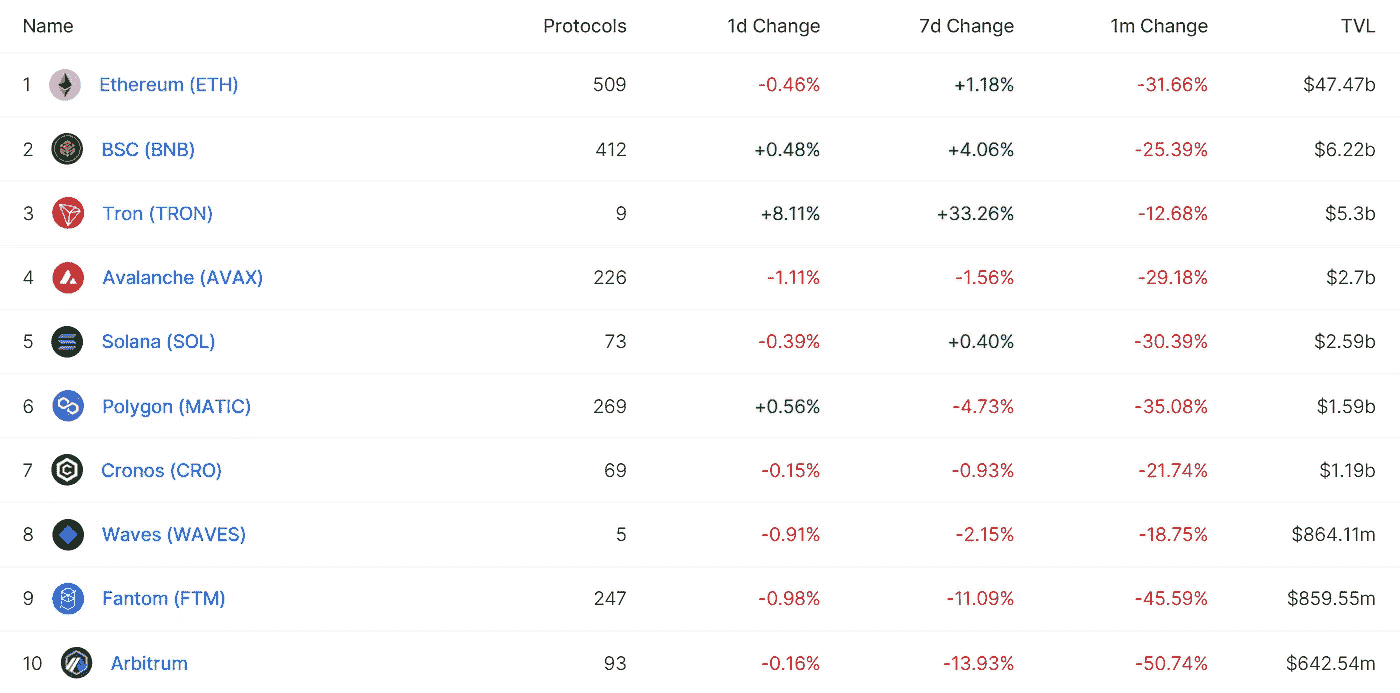 Name Protocols 1d Change 7d Change 1m Change TVL
1 Ethereum (ETH) 509 -0.46% +1.18% -31.66% $47.47b
2 BSC (BNB) 412 +0.48% +4.06% -25.39% $6.22b
3 Tron (TRON) 9 +8.11% +33.26% -12.68% $5.3b
4 Avalanche (AVAX) 226 -1.11% -1.56% -29.18% $2.7b
5 Solana (SOL) 73 -0.39% +0.40% -30.39% $2.59b
6 Polygon (MATIC) 269 +0.56% -4.73% -35.08% $1.59b
7 Cronos (CRO) 69 -0.15% -0.93% -21.74% $1.19b
8 Waves (WAVES) 5 -0.91% -2.15% -18.75% $864.11m
9 Fantom (FTM) 247 -0.98% -11.09% -45.59% $859.55m
10 Arbitrum 93 -0.16% -13.93% -50.74% $642.54m